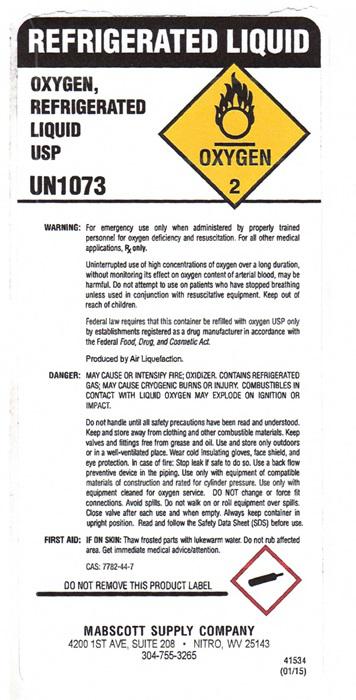 REFRIGERATED LIQUID
OXYGEN,
REFRIGERATED
LIQUID
USP
UN1073
OXYGEN
2
WARNING: For emergency use only when administered by properly trained
personnel for oxygen deficiency and resuscitation. For all other medical
applications, ℞ only.
Uninterrupted use of high concentrations of oxygen over a long duration,
without monitoring its effect on oxygen content of arterial blood, may be
harmful. Do not attempt to use on patients who have stopped breathing
unless used in conjunction with resuscitative equipment. Keep out of
reach of children.
Federal law requires that this container be refilled with oxygen USP only
by establishments registered as a drug manufacturer in accordance with
the Federal Food, Drug, and Cosmetic Act.
Produced by Air Liquefaction.
DANGER: MAY CAUSE OR INTENSIFY FIRE; OXIDIZER. CONTAINS REFRIGERATED
GAS; MAY CAUSE CRYOGENIC BURNS OR INJURY. COMBUSTIBLES IN
CONTACT WITH LIQUID OXYGEN MAY EXPLODE ON IGNITION OR
IMPACT.
Do not handle until all safety precautions have been read and understood.
Keep and store away from clothing and other combustible materials. Keep
valves and fittings free from grease and oil. Use and store only outdoors
or in a well-ventilated place. Wear cold insulating gloves, face shield, and
eye protection. In case of fire: Stop leak if safe to do so. Use a back flow
preventive device in the piping. Use only with equipment of compatible
materials of construction and rated for cylinder pressure. Use only with
equipment cleaned for oxygen service. DO NOT change or force fit
connections. Avoid spills. Do not walk on or roll equipment over spills.
Close valve after each use and when empty. Always keep container in
upright position. Read and follow the Safety Data Sheet (SDS) before use.
FIRST AID: IF ON SKIN: Thaw frosted parts with lukewarm water. Do not rub affected
area. Get immediate medical advice/attention.
CAS: 7782-44-7
DO NOT REMOVE THIS PRODUCT LABEL
MABSCOTT SUPPLY COMPANY
4200 1ST AVE, SUITE 208 • NITRO, WV 25143
304-755-3265
41534
(01/15)